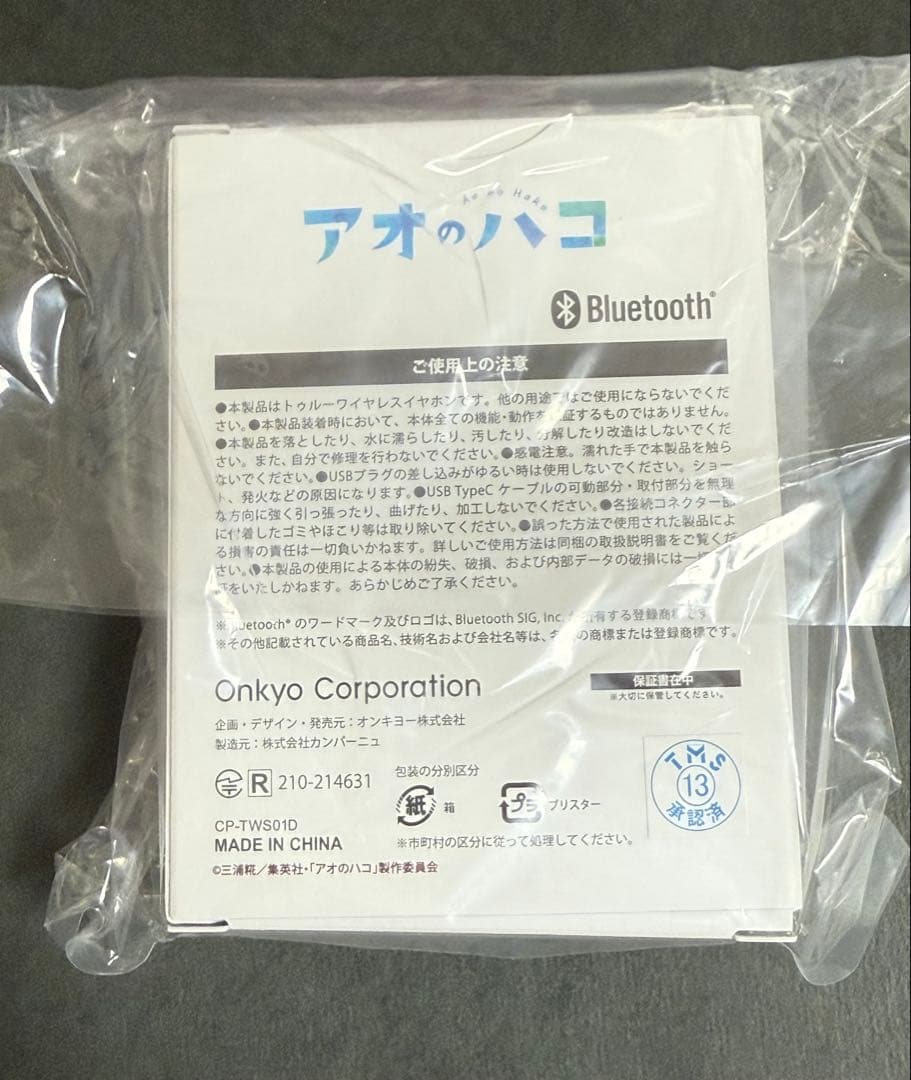 Ao no Hako
アオのハコ
Bluetooth®
ご使用上の注意
●本製品はトゥルーワイヤレスイヤホンです。他の用途ではご使用にならないでくだ
さい。●本製品装着時において、本体全ての機能・動作を保証するものではありません。
●本製品を落としたり、水に濡らしたり、汚したり、分解したり改造はしないでくだ
さい。また、自分で修理を行わないでください。●感電注意。濡れた手で本製品を触ら
ないでください。●USBプラグの差し込みがゆるい時は使用しないでください。ショー
ト、発火などの原因になります。●USB TypeC ケーブルの可動部分・取付部分を無理
な方向に強く引っ張ったり、曲げたり、加工しないでください。●各接続コネクター部
に付着したゴミやほこり等は取り除いてください。●誤った方法で使用された製品によ
る損害の責任は一切負いかねます。詳しいご使用方法は同梱の取扱説明書をご覧くだ
さい。●本製品の使用による本体の紛失、破損、および内部データの破損には一切
をいたしかねます。あらかじめご了承ください。
※Bluetooth® のワードマーク及びロゴは、Bluetooth SIG, Inc. が所有する登録商標です
※その他記載されている商品名、技術名および会社名等は、各社の商標または登録商標です。
Onkyo Corporation
保証書在中
※大切に保管してください。
企画・デザイン・発売元：オンキヨー株式会社
製造元：株式会社カンバーニュ
R 210-214631
包装の分別区分
紙 箱
プラ ブリスター
TMS
13
承認済
CP-TWS01D
MADE IN CHINA
※市町村の区分に従って処理してください。
©三浦糀／集英社・「アオのハコ」製作委員会